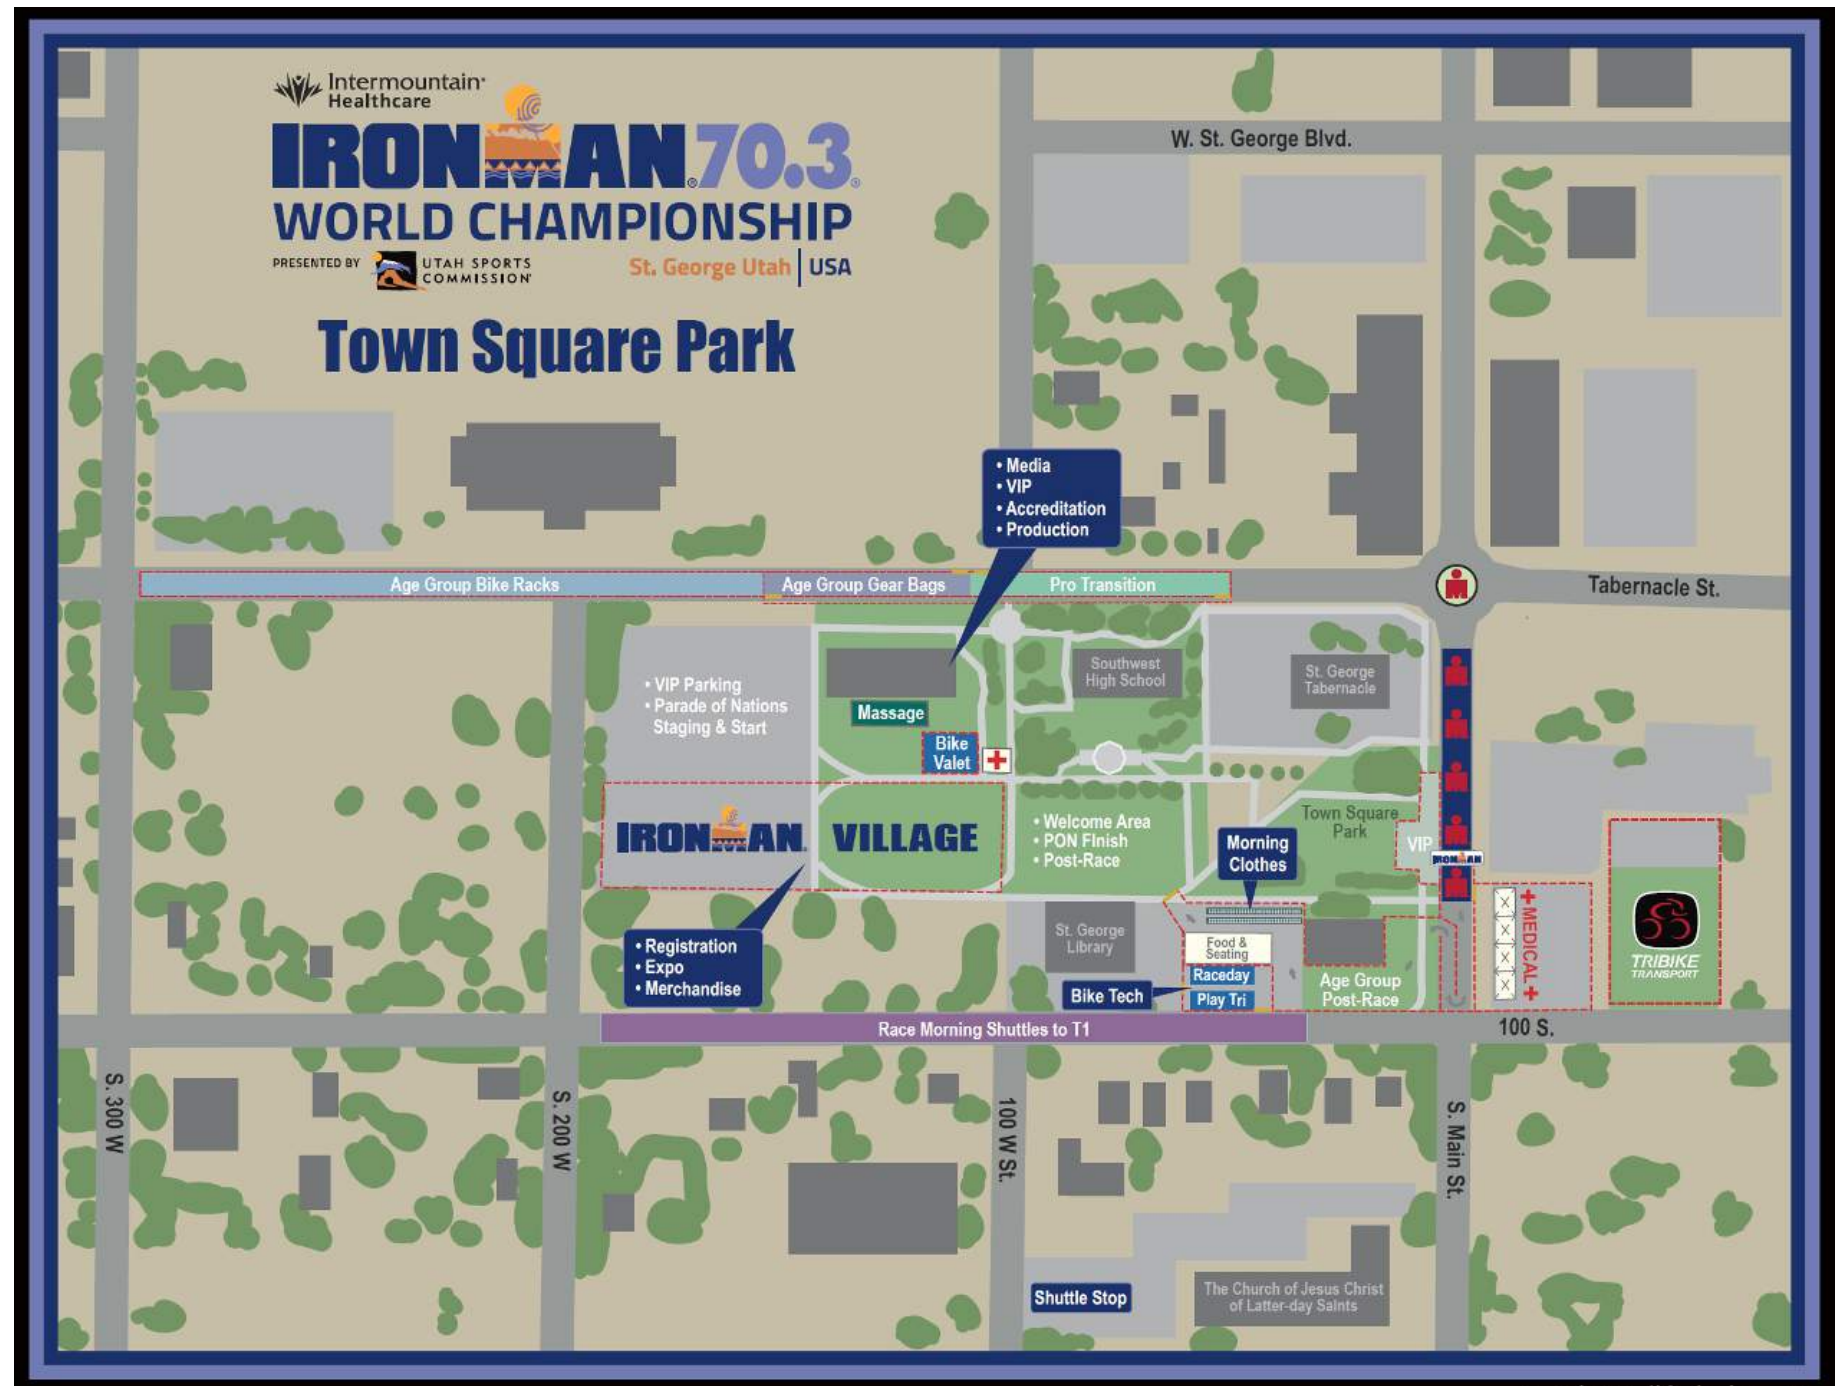 Intermountain
Healthcare
IRONMAN 70.3
WORLD CHAMPIONSHIP
PRESENTED BY
UTAH SPORTS
COMMISSION
St. George Utah | USA
Town Square Park
W. St. George Blvd.
• Media
• VIP
• Accreditation
• Production
Age Group Bike Racks
Age Group Gear Bags
Pro Transition
Tabernacle St.
• VIP Parking
• Parade of Nations
Staging & Start
Massage
Bike
Valet
Southwest
High School
St. George
Tabernacle
IRONMAN VILLAGE
• Welcome Area
• PON FInish
• Post-Race
Morning
Clothes
Town Square
Park
VIP
IRONMAN
• Registration
• Expo
• Merchandise
St. George
Library
Food &
Seating
Raceday
Play Tri
Bike Tech
Age Group
Post-Race
MEDICAL
TRIBIKE
TRANSPORT
Race Morning Shuttles to T1
100 S.
S. 300 W
S. 200 W
100 W St.
S. Main St.
Shuttle Stop
The Church of Jesus Christ
of Latter-day Saints